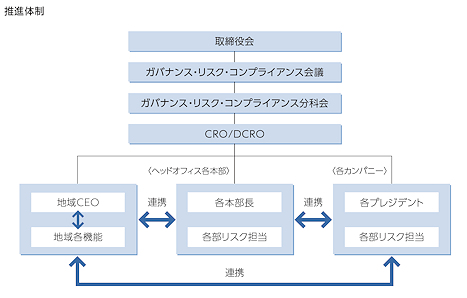 推進体制
取締役会
ガバナンス・リスク・コンプライアンス会議
ガバナンス・リスク・コンプライアンス分科会
CRO/DCRO
〈ヘッドオフィス各本部〉
〈各カンパニー〉
地域CEO
連携
各本部長
連携
各プレジデント
地域各機能
各部リスク担当
各部リスク担当
連携